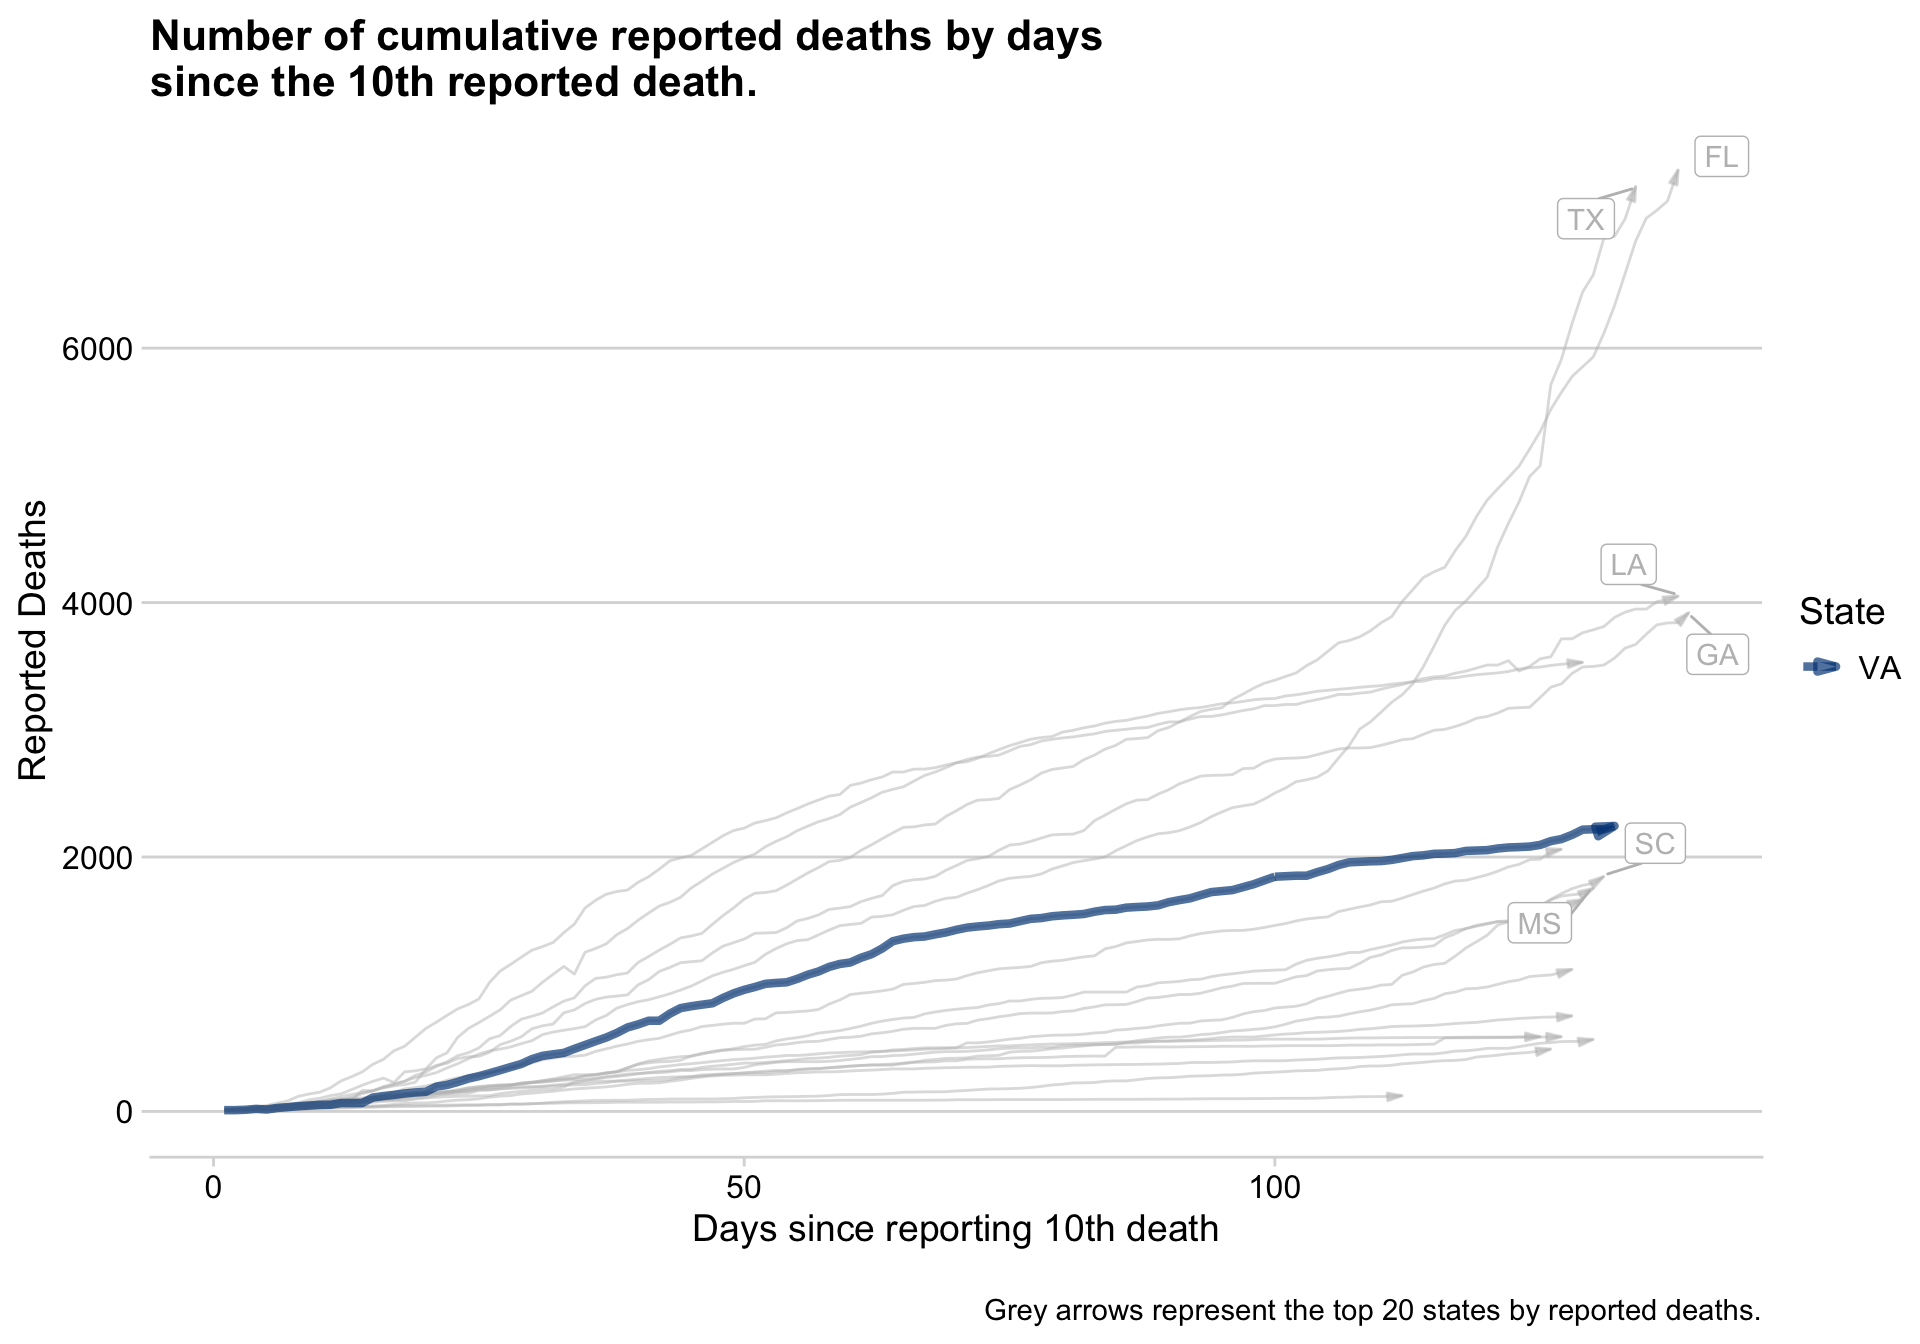 Number of cumulative reported deaths by days
since the 10th reported death.
FL
TX
6000
LA
4000
GA
State
VA
Reported Deaths
2000
SC
MS
0
0 50 100
Days since reporting 10th death
Grey arrows represent the top 20 states by reported deaths.